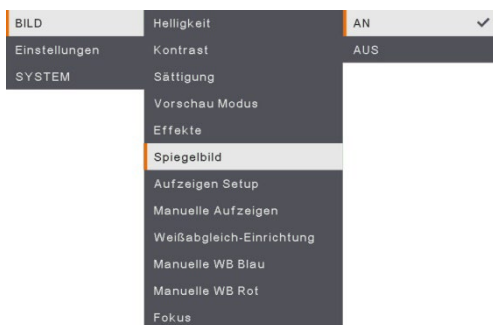 BILD
Einstellungen
SYSTEM
Helligkeit
Kontrast
Sättigung
Vorschau Modus
Effekte
Spiegelbild
Aufzeigen Setup
Manuelle Aufzeigen
Weißabgleich-Einrichtung
Manuelle WB Blau
Manuelle WB Rot
Fokus
AN
AUS